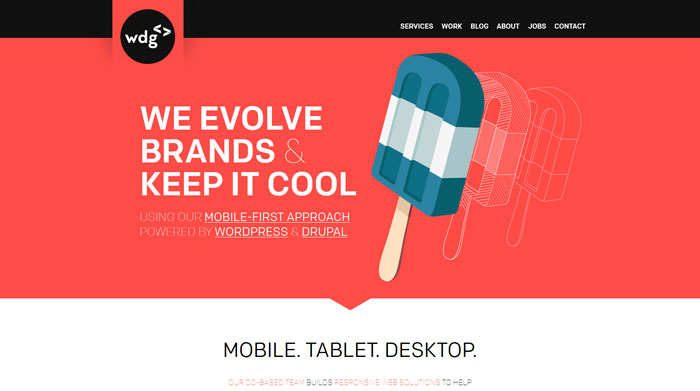 wdg<>
SERVICES WORK BLOG ABOUT JOBS CONTACT
WE EVOLVE
BRANDS &
KEEP IT COOL
USING OUR MOBILE-FIRST APPROACH
POWERED BY WORDPRESS & DRUPAL
MOBILE. TABLET. DESKTOP.
OUR DC-BASED TEAM BUILDS RESPONSIVE WEB SOLUTIONS TO HELP